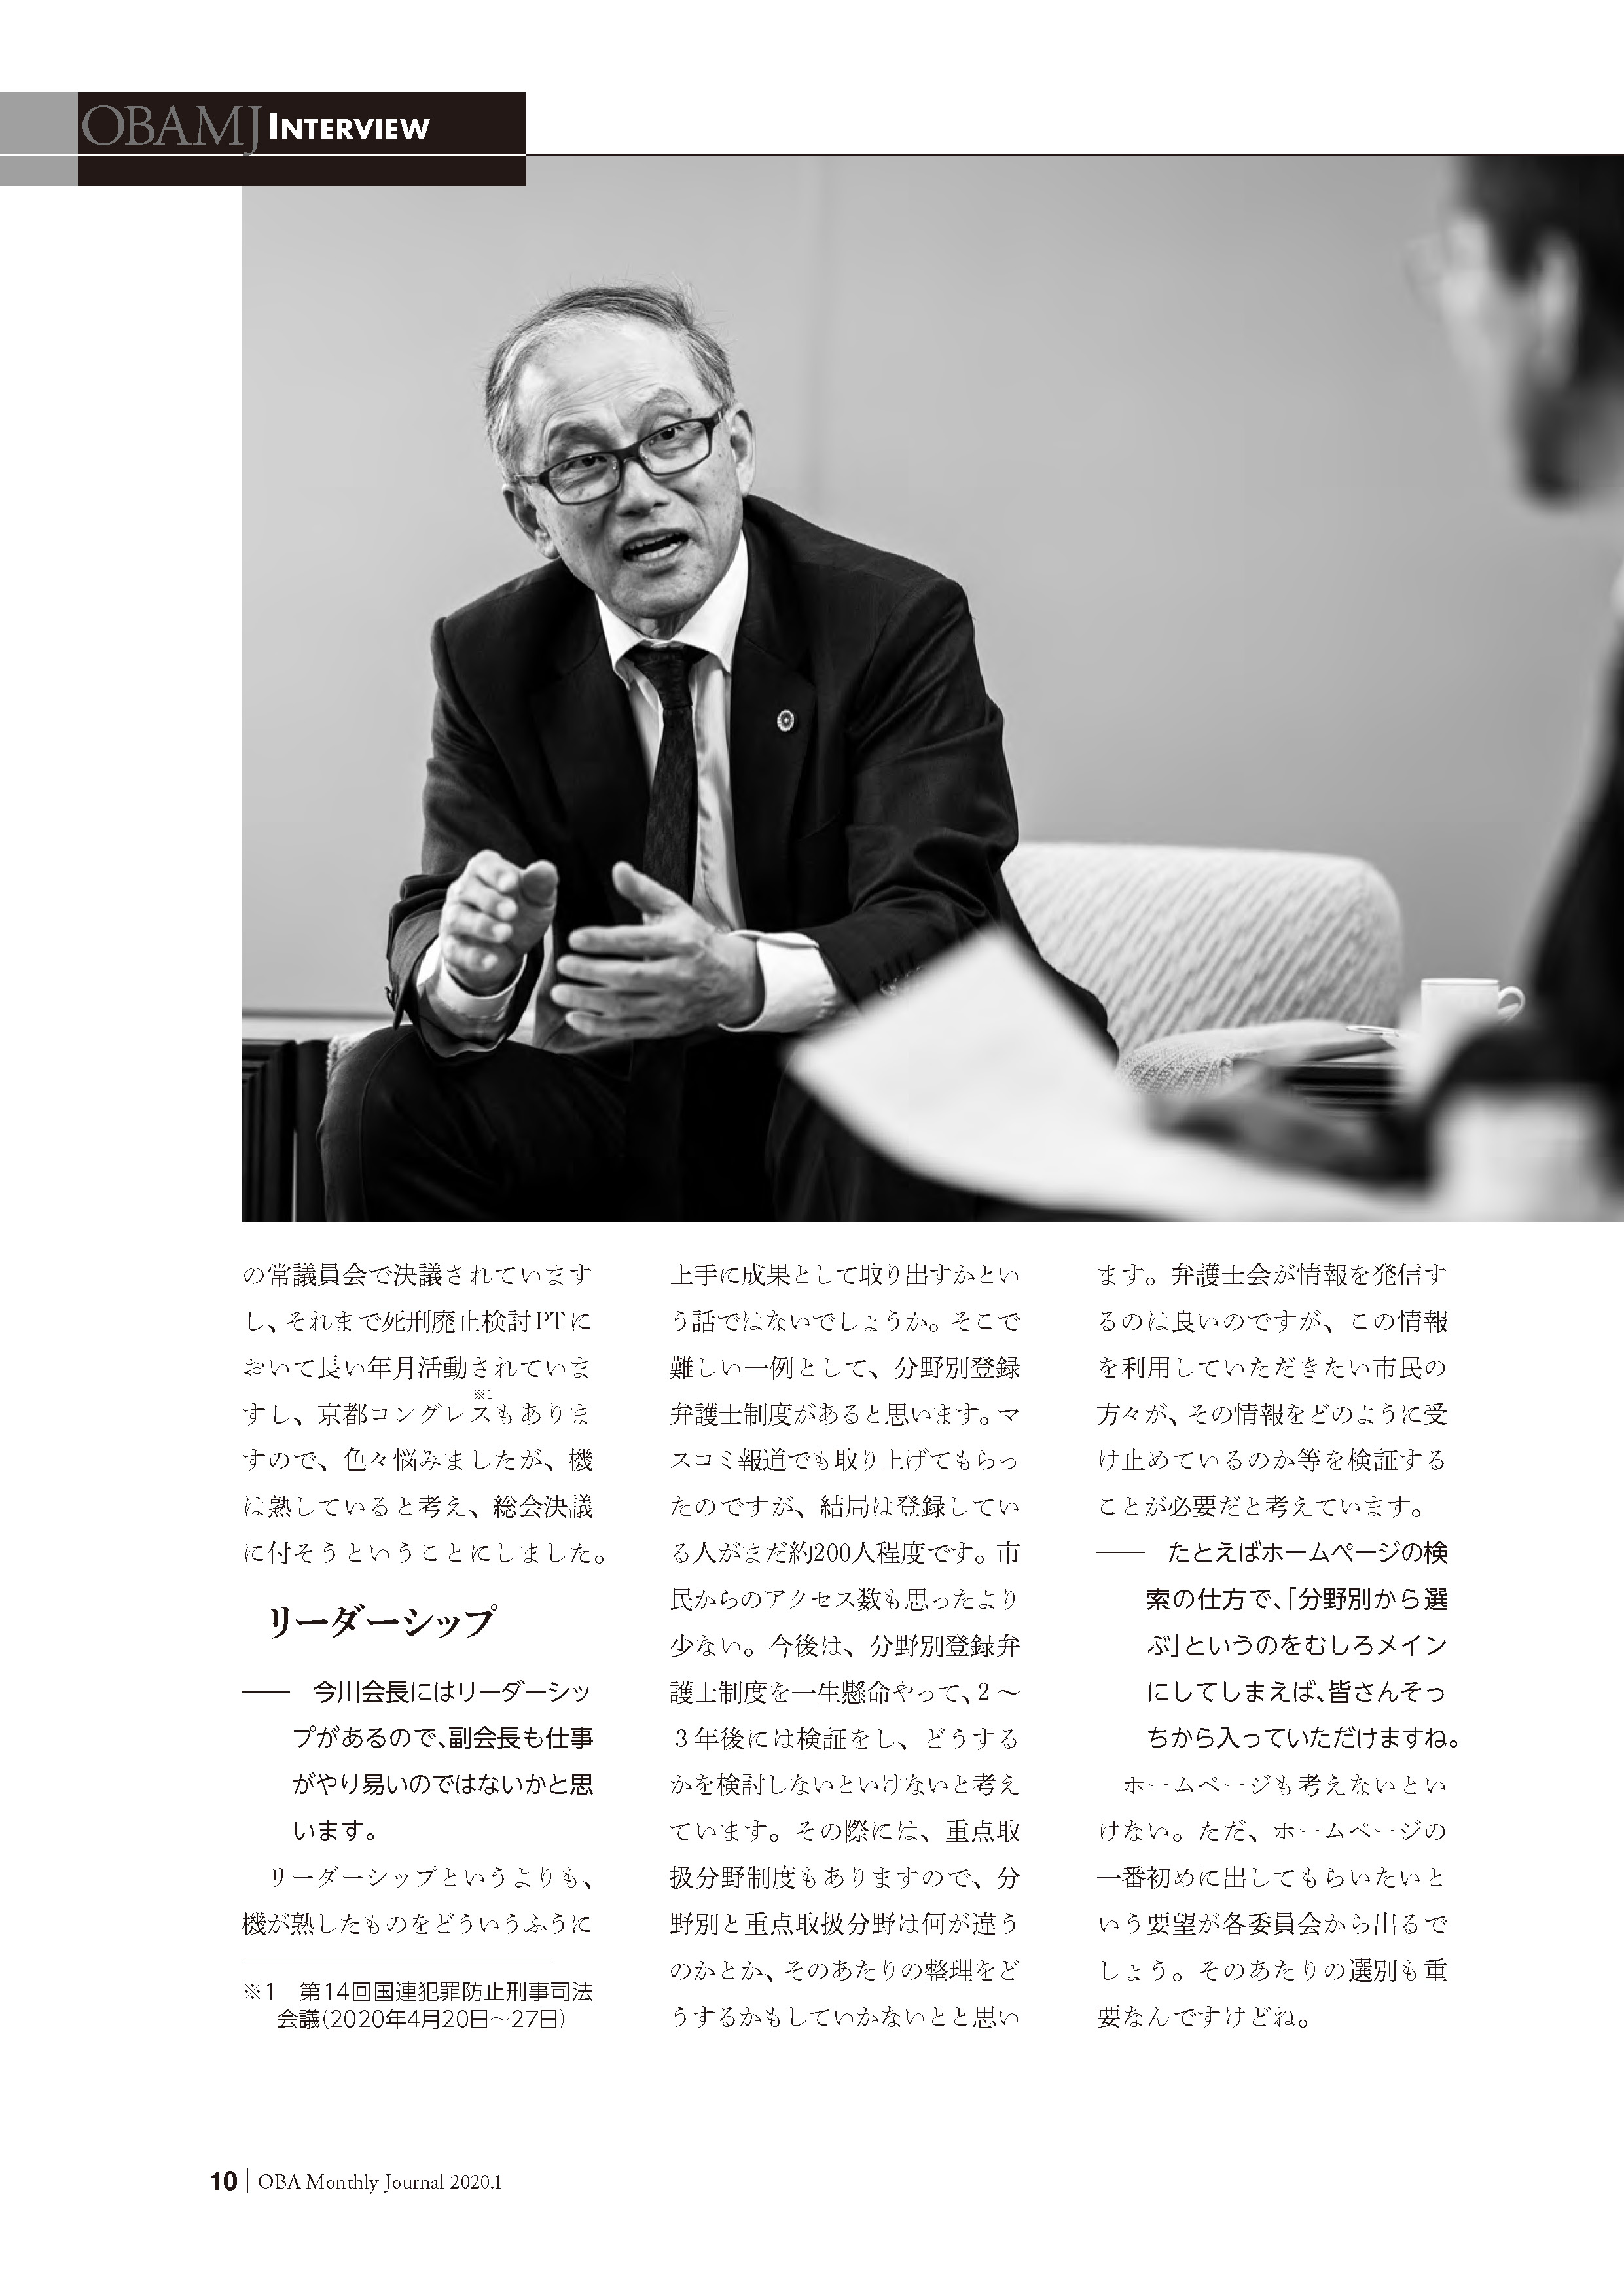 OBAMJ INTERVIEW
の常議員会で決議されています
し、それまで死刑廃止検討PTに
おいて長い年月活動されていま
※1
すし、京都コングレスもありま
すので、色々悩みましたが、機
は熟していると考え、総会決議
に付そうということにしました。
リーダーシップ
―― 今川会長にはリーダーシッ
プがあるので、副会長も仕事
がやり易いのではないかと思
います。
リーダーシップというよりも、
機が熟したものをどういうふうに
※1 第14回国連犯罪防止刑事司法
会議(2020年4月20日～27日)
上手に成果として取り出すかとい
う話ではないでしょうか。そこで
難しい一例として、分野別登録
弁護士制度があると思います。マ
スコミ報道でも取り上げてもらっ
たのですが、結局は登録してい
る人がまだ約200人程度です。市
民からのアクセス数も思ったより
少ない。今後は、分野別登録弁
護士制度を一生懸命やって、2～
3年後には検証をし、どうする
かを検討しないといけないと考え
ています。その際には、重点取
扱分野制度もありますので、分
野別と重点取扱分野は何が違う
のかとか、そのあたりの整理をど
うするかもしていかないとと思い
ます。弁護士会が情報を発信す
るのは良いのですが、この情報
を利用していただきたい市民の
方々が、その情報をどのように受
け止めているのか等を検証する
ことが必要だと考えています。
―― たとえばホームページの検
索の仕方で、「分野別から選
ぶ」というのをむしろメイン
にしてしまえば、皆さんそっ
ちから入っていただけますね。
ホームページも考えないとい
けない。ただ、ホームページの
一番初めに出してもらいたいと
いう要望が各委員会から出るで
しょう。そのあたりの選別も重
要なんですけどね。
10 | OBA Monthly Journal 2020.1